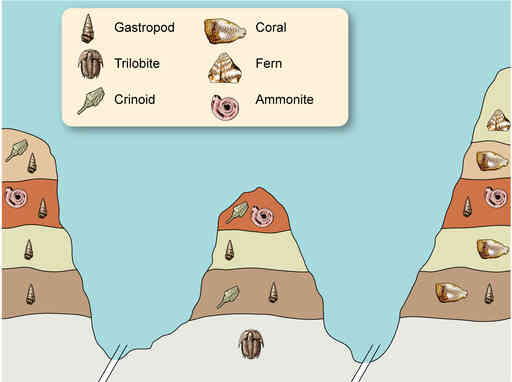 Gastropod
Coral
Trilobite
Fern
Crinoid
Ammonite